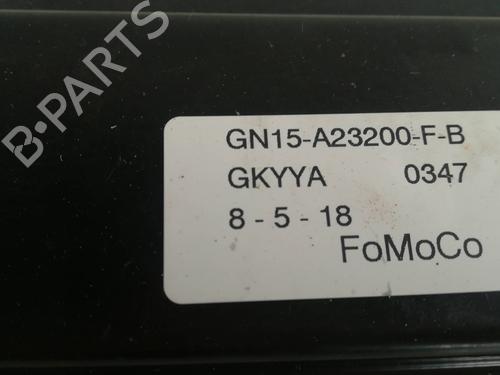 B-PARTS
GN15-A23200-F-B
GKYYA 0347
8 - 5 - 18
FoMoCo